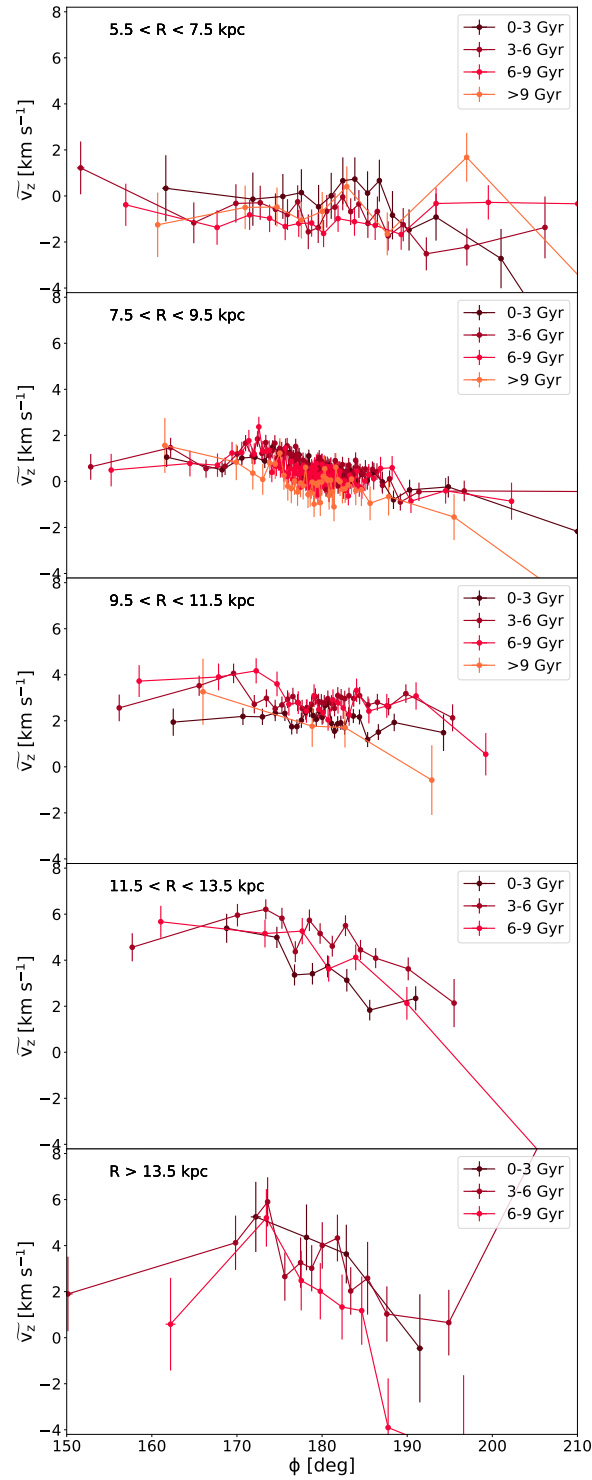 8
6
4
2
0
−2
−4
ṽz [km s⁻¹]
5.5 < R < 7.5 kpc
0-3 Gyr
3-6 Gyr
6-9 Gyr
>9 Gyr
8
6
4
2
0
−2
−4
ṽz [km s⁻¹]
7.5 < R < 9.5 kpc
0-3 Gyr
3-6 Gyr
6-9 Gyr
>9 Gyr
8
6
4
2
0
−2
−4
ṽz [km s⁻¹]
9.5 < R < 11.5 kpc
0-3 Gyr
3-6 Gyr
6-9 Gyr
>9 Gyr
8
6
4
2
0
−2
−4
ṽz [km s⁻¹]
11.5 < R < 13.5 kpc
0-3 Gyr
3-6 Gyr
6-9 Gyr
8
6
4
2
0
−2
−4
ṽz [km s⁻¹]
R > 13.5 kpc
0-3 Gyr
3-6 Gyr
6-9 Gyr
150 160 170 180 190 200 210
ϕ [deg]